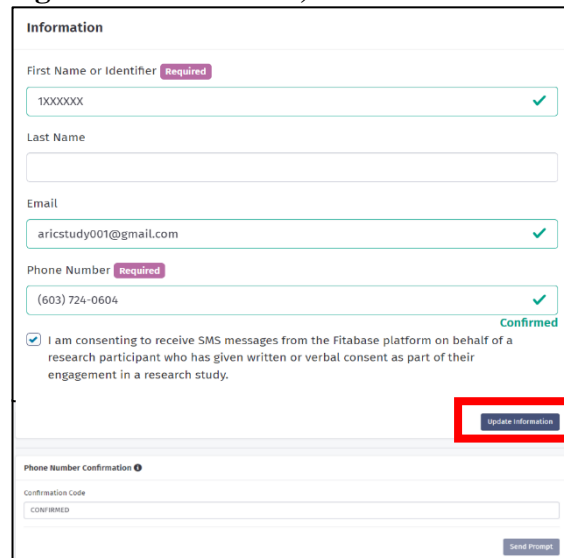 Information
First Name or Identifier Required
1XXXXXX
Last Name
Email
aricstudy001@gmail.com
Phone Number Required
(603) 724-0604
Confirmed
I am consenting to receive SMS messages from the Fitabase platform on behalf of a
research participant who has given written or verbal consent as part of their
engagement in a research study.
Update Information
Phone Number Confirmation
Confirmation Code
CONFIRMED
Send Prompt